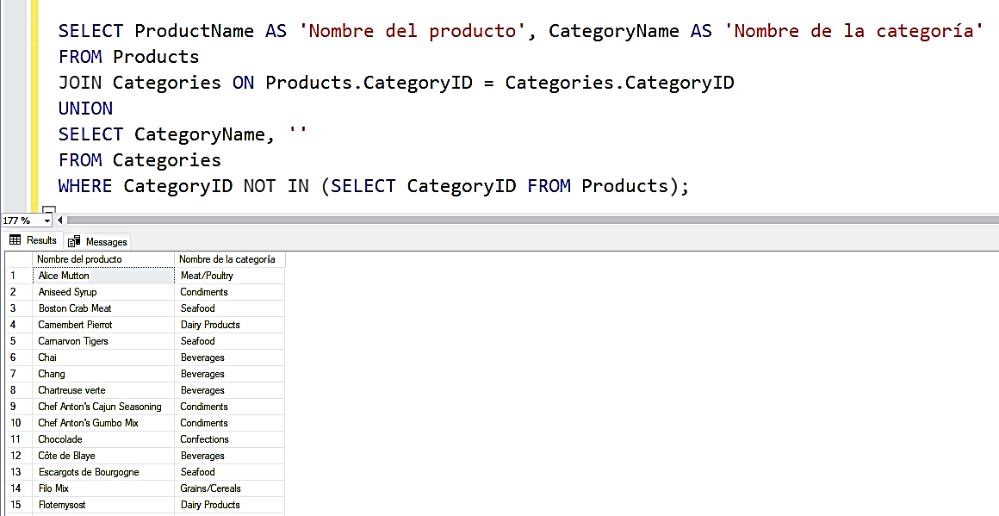 SELECT ProductName AS 'Nombre del producto', CategoryName AS 'Nombre de la categoría'
FROM Products
JOIN Categories ON Products.CategoryID = Categories.CategoryID
UNION
SELECT CategoryName, ''
FROM Categories
WHERE CategoryID NOT IN (SELECT CategoryID FROM Products);
177 %
Results Messages
Nombre del producto Nombre de la categoría
1 Alice Mutton Meat/Poultry
2 Aniseed Syrup Condiments
3 Boston Crab Meat Seafood
4 Camembert Pierrot Dairy Products
5 Carnarvon Tigers Seafood
6 Chai Beverages
7 Chang Beverages
8 Chartreuse verte Beverages
9 Chef Anton's Cajun Seasoning Condiments
10 Chef Anton's Gumbo Mix Condiments
11 Chocolade Confections
12 Côte de Blaye Beverages
13 Escargots de Bourgogne Seafood
14 Filo Mix Grains/Cereals
15 Flotemysost Dairy Products